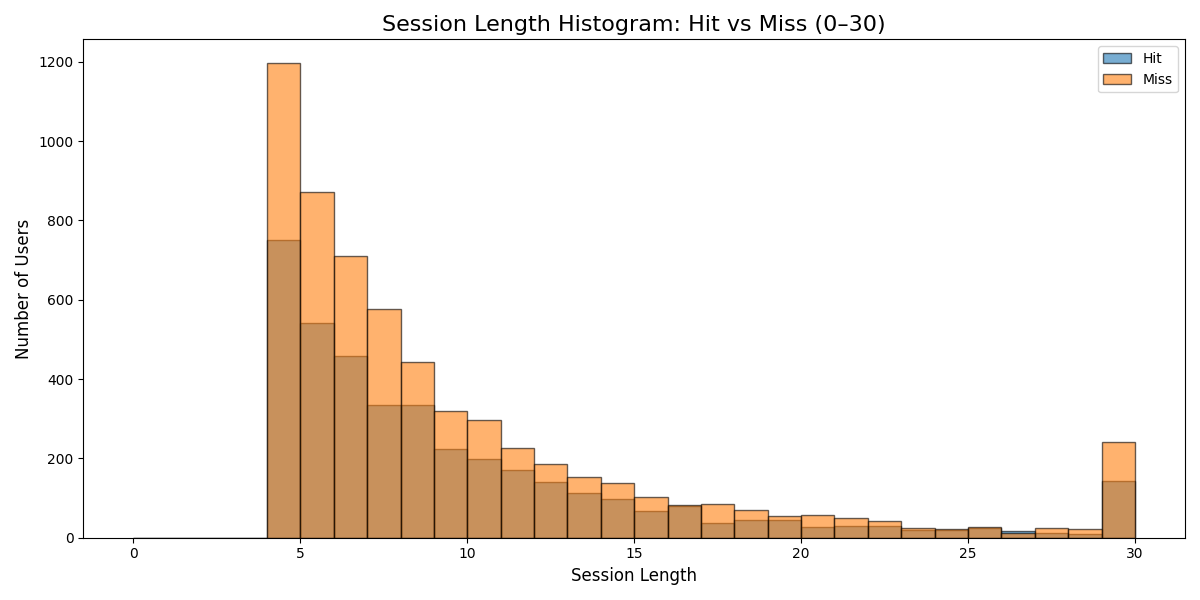 Session Length Histogram: Hit vs Miss (0–30)
Hit
Miss
1200
1000
800
600
400
200
0
Number of Users
0 5 10 15 20 25 30
Session Length